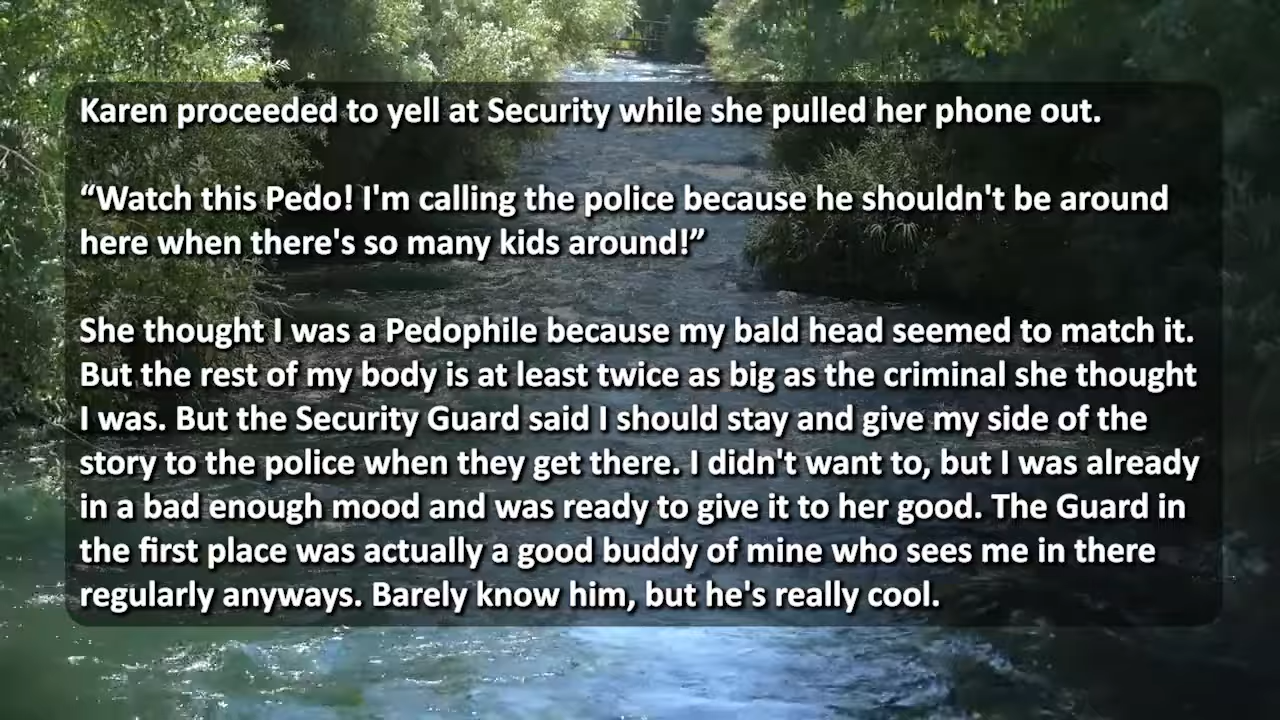 Karen proceeded to yell at Security while she pulled her phone out.
“Watch this Pedo! I'm calling the police because he shouldn't be around
here when there's so many kids around!”
She thought I was a Pedophile because my bald head seemed to match it.
But the rest of my body is at least twice as big as the criminal she thought
I was. But the Security Guard said I should stay and give my side of the
story to the police when they get there. I didn't want to, but I was already
in a bad enough mood and was ready to give it to her good. The Guard in
the first place was actually a good buddy of mine who sees me in there
regularly anyways. Barely know him, but he's really cool.